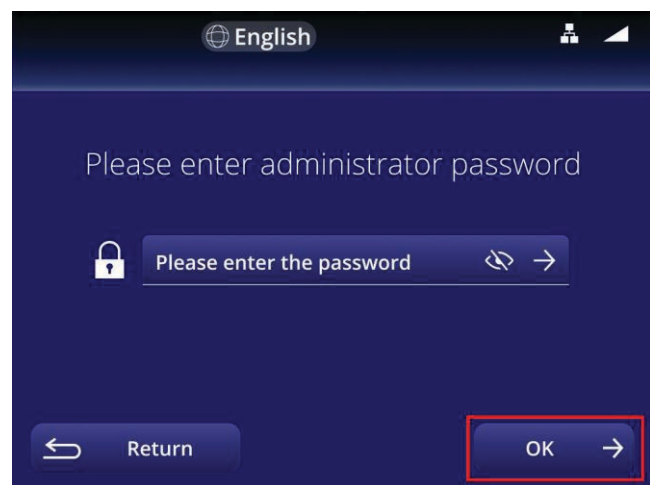 English
Please enter administrator password
Please enter the password
Return
OK